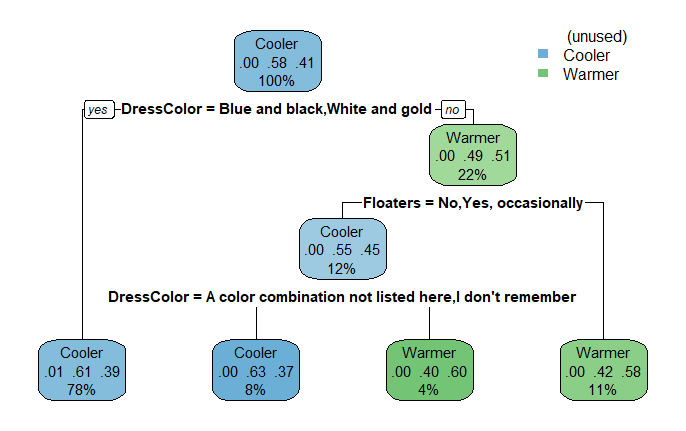 Cooler
.00 .58 .41
100%
(unused)
Cooler
Warmer
yes DressColor = Blue and black,White and gold no
Warmer
.00 .49 .51
22%
Floaters = No,Yes, occasionally
Cooler
.00 .55 .45
12%
DressColor = A color combination not listed here,I don't remember
Cooler
.01 .61 .39
78%
Cooler
.00 .63 .37
8%
Warmer
.00 .40 .60
4%
Warmer
.00 .42 .58
11%